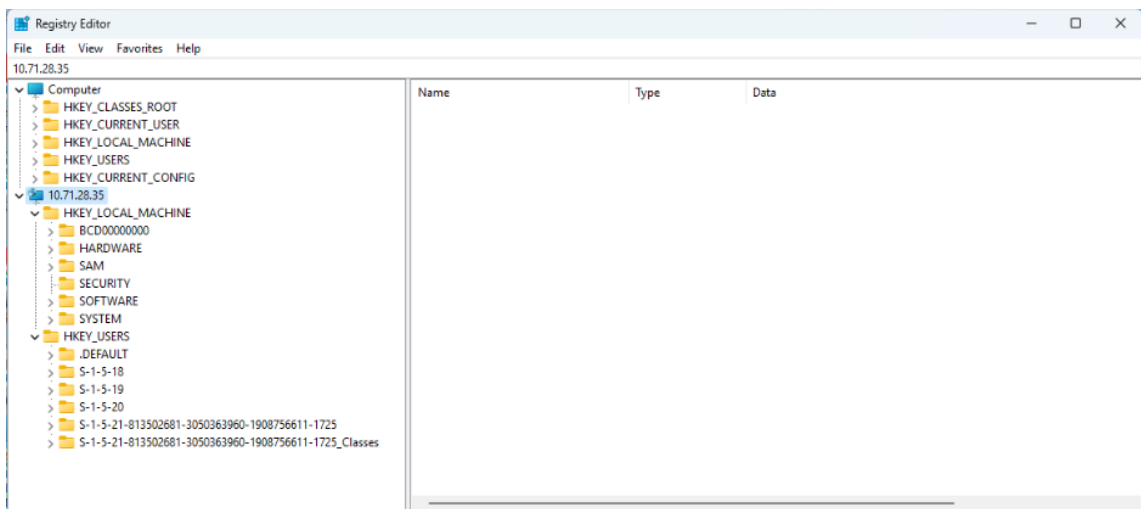 Registry Editor
File Edit View Favorites Help
10.71.28.35
Computer
HKEY_CLASSES_ROOT
HKEY_CURRENT_USER
HKEY_LOCAL_MACHINE
HKEY_USERS
HKEY_CURRENT_CONFIG
10.71.28.35
HKEY_LOCAL_MACHINE
BCD00000000
HARDWARE
SAM
SECURITY
SOFTWARE
SYSTEM
HKEY_USERS
.DEFAULT
S-1-5-18
S-1-5-19
S-1-5-20
S-1-5-21-813502681-3050363960-1908756611-1725
S-1-5-21-813502681-3050363960-1908756611-1725_Classes
Name Type Data